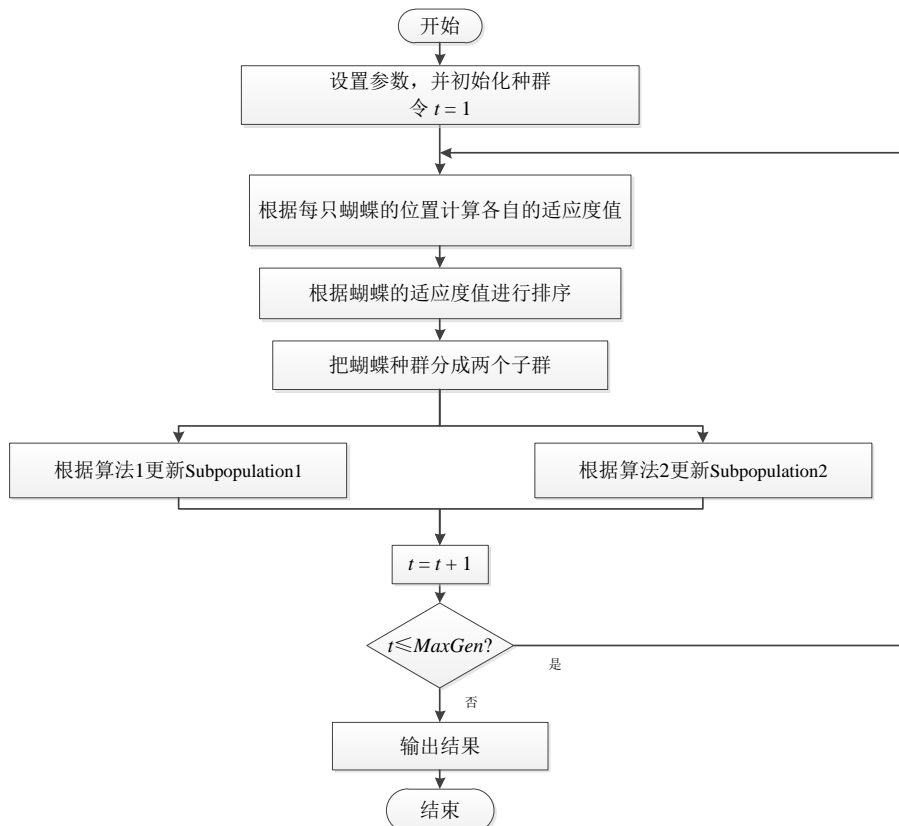 开始
设置参数，并初始化种群
令 t = 1
根据每只蝴蝶的位置计算各自的适应度值
根据蝴蝶的适应度值进行排序
把蝴蝶种群分成两个子群
根据算法1更新Subpopulation1
根据算法2更新Subpopulation2
t = t + 1
t≤MaxGen?
是
否
输出结果
结束